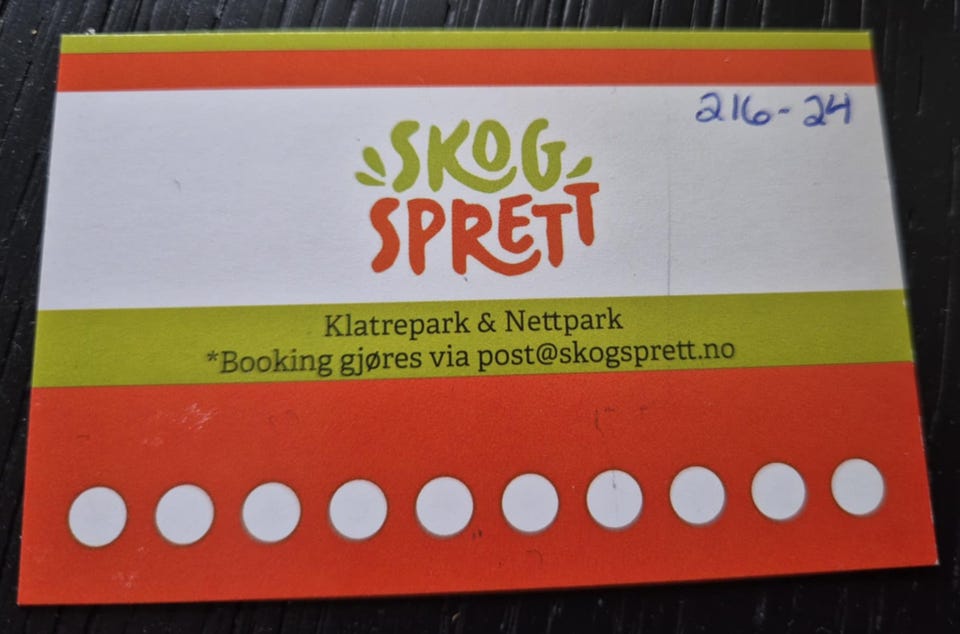 216-24
SKOG
SPRETT
Klatrepark & Nettpark
*Booking gjøres via post@skogsprett.no